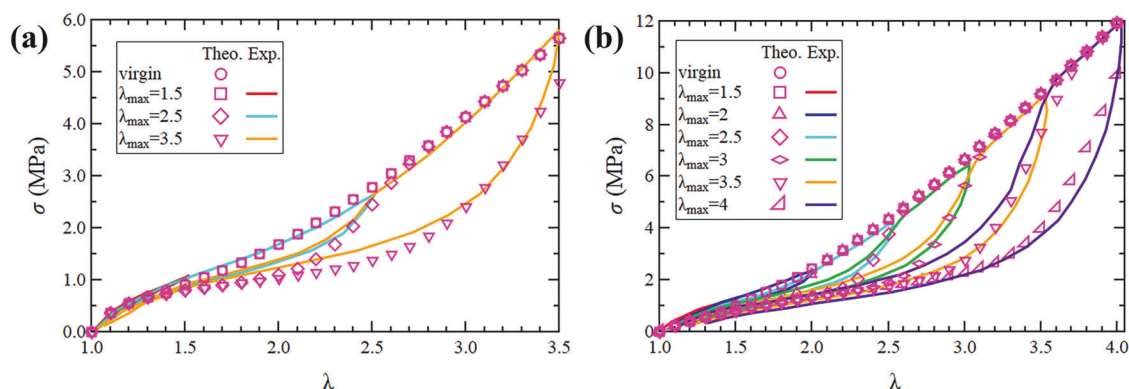 (a)
6.0
5.0
4.0
3.0
2.0
1.0
0.0
σ (MPa)
Theo. Exp.
virgin
λmax=1.5
λmax=2.5
λmax=3.5
1.0 1.5 2.0 2.5 3.0 3.5
λ
(b)
12
10
8
6
4
2
0
σ (MPa)
Theo. Exp.
virgin
λmax=1.5
λmax=2
λmax=2.5
λmax=3
λmax=3.5
λmax=4
1.0 1.5 2.0 2.5 3.0 3.5 4.0
λ